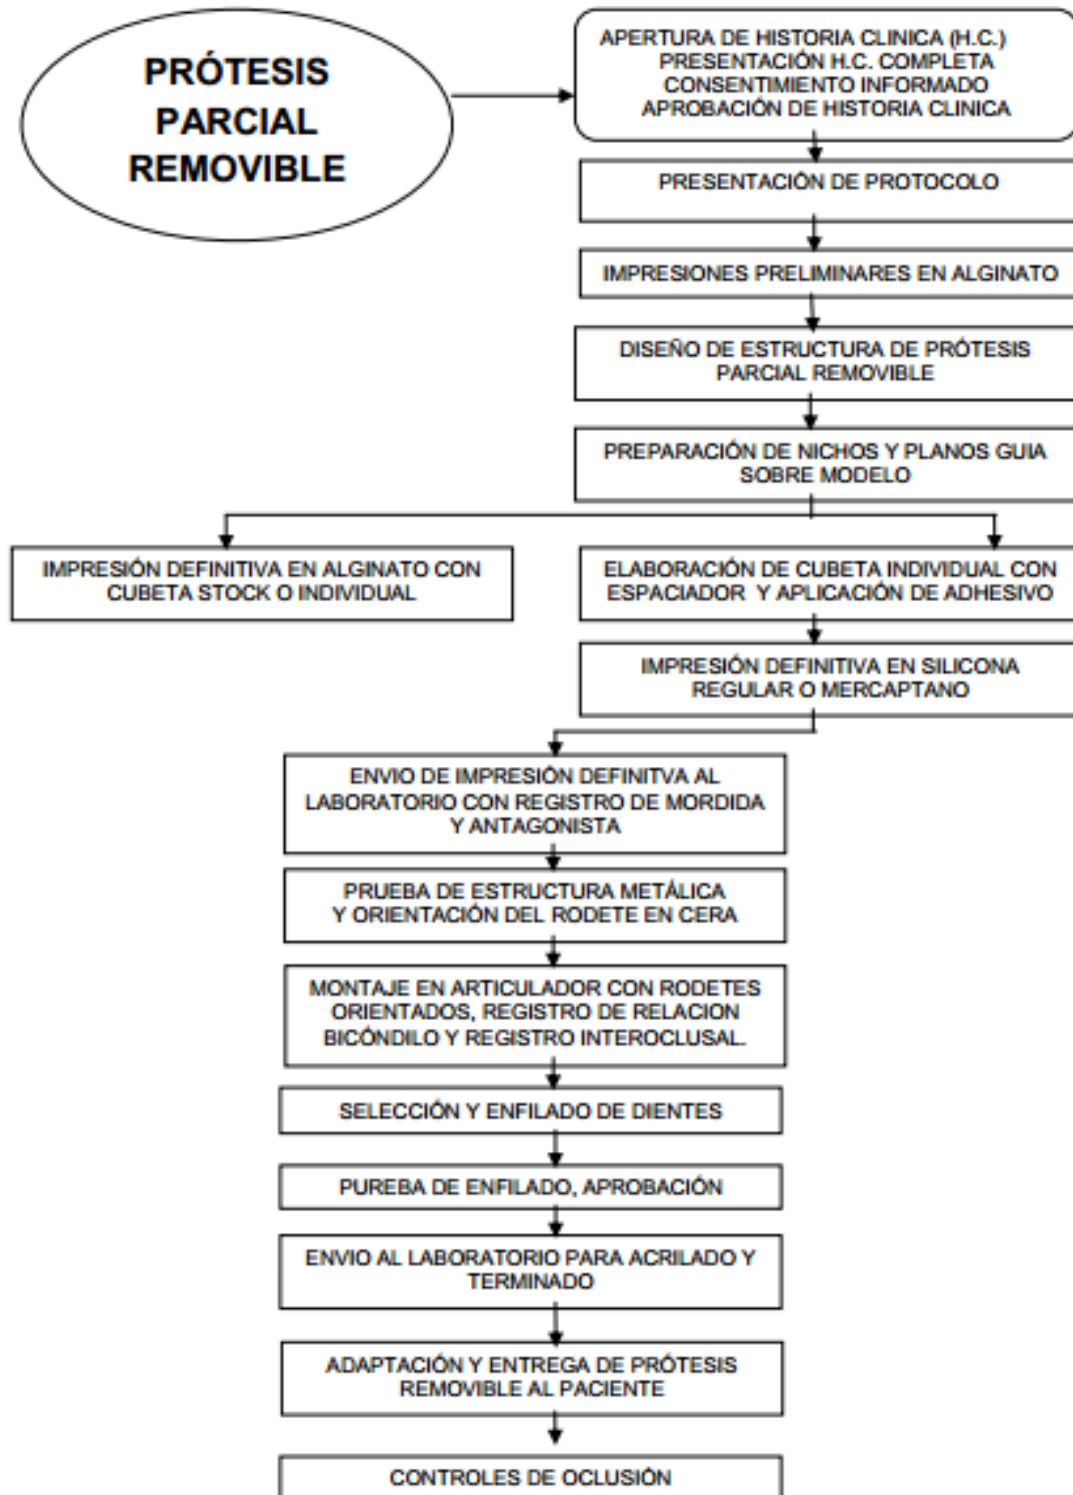 PRÓTESIS
PARCIAL
REMOVIBLE
APERTURA DE HISTORIA CLINICA (H.C.)
PRESENTACIÓN H.C. COMPLETA
CONSENTIMIENTO INFORMADO
APROBACIÓN DE HISTORIA CLINICA
PRESENTACIÓN DE PROTOCOLO
IMPRESIONES PRELIMINARES EN ALGINATO
DISEÑO DE ESTRUCTURA DE PRÓTESIS
PARCIAL REMOVIBLE
PREPARACIÓN DE NICHOS Y PLANOS GUIA
SOBRE MODELO
IMPRESIÓN DEFINITIVA EN ALGINATO CON
CUBETA STOCK O INDIVIDUAL
ELABORACIÓN DE CUBETA INDIVIDUAL CON
ESPACIADOR Y APLICACIÓN DE ADHESIVO
IMPRESIÓN DEFINITIVA EN SILICONA
REGULAR O MERCAPTANO
ENVIO DE IMPRESIÓN DEFINITVA AL
LABORATORIO CON REGISTRO DE MORDIDA
Y ANTAGONISTA
PRUEBA DE ESTRUCTURA METÁLICA
Y ORIENTACIÓN DEL RODETE EN CERA
MONTAJE EN ARTICULADOR CON RODETES
ORIENTADOS, REGISTRO DE RELACION
BICÓNDILO Y REGISTRO INTEROCLUSAL.
SELECCIÓN Y ENFILADO DE DIENTES
PUREBA DE ENFILADO, APROBACIÓN
ENVIO AL LABORATORIO PARA ACRILADO Y
TERMINADO
ADAPTACIÓN Y ENTREGA DE PRÓTESIS
REMOVIBLE AL PACIENTE
CONTROLES DE OCLUSIÓN